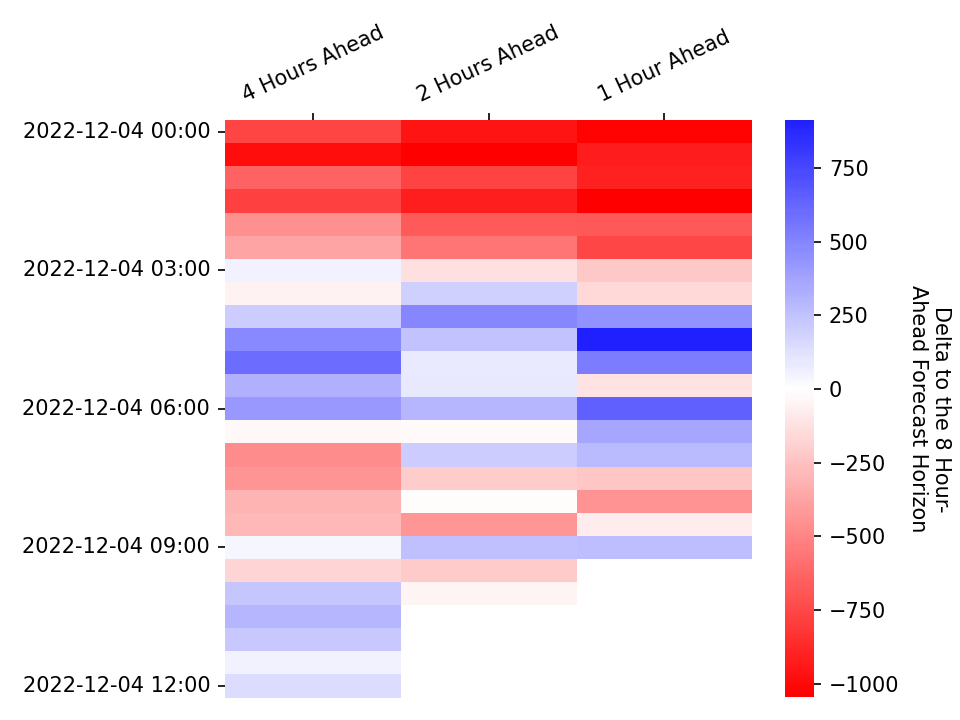 4 Hours Ahead
2 Hours Ahead
1 Hour Ahead
2022-12-04 00:00
2022-12-04 03:00
2022-12-04 06:00
2022-12-04 09:00
2022-12-04 12:00
750
500
250
0
−250
−500
−750
−1000
Delta to the 8 Hour-
Ahead Forecast Horizon